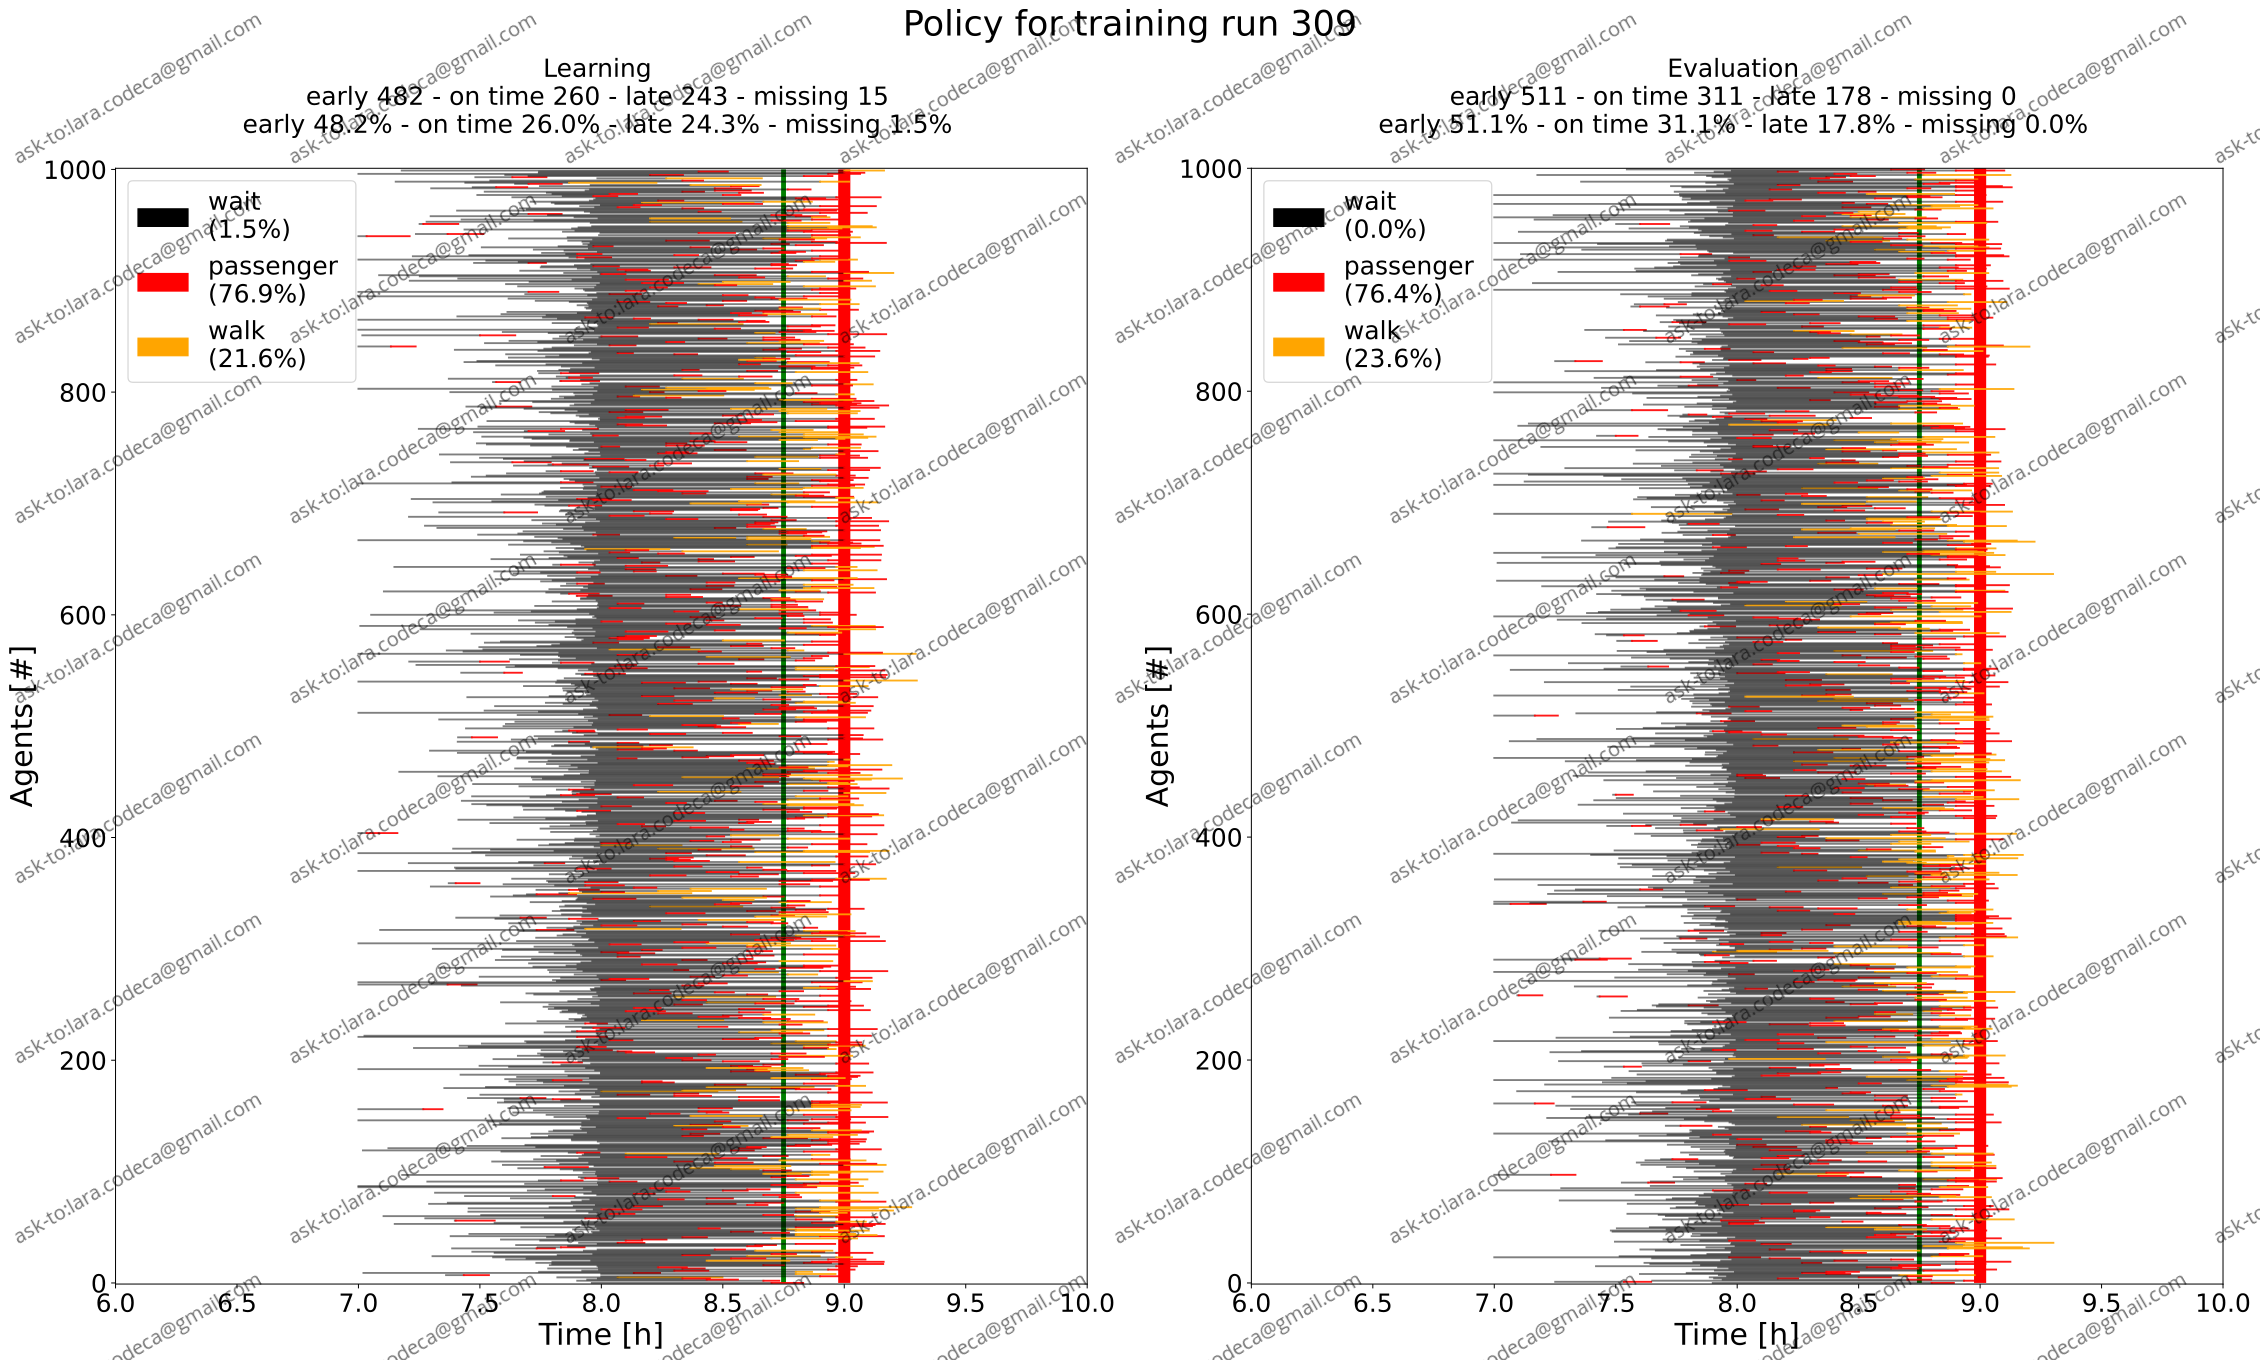 Policy for training run 309
Learning
early 482 - on time 260 - late 243 - missing 15
early 48.2% - on time 26.0% - late 24.3% - missing 1.5%
1000
800
600
400
200
0
Agents [#]
wait
(1.5%)
passenger
(76.9%)
walk
(21.6%)
6.0 6.5 7.0 7.5 8.0 8.5 9.0 9.5 10.0
Time [h]
Evaluation
early 511 - on time 311 - late 178 - missing 0
early 51.1% - on time 31.1% - late 17.8% - missing 0.0%
1000
800
600
400
200
0
Agents [#]
wait
(0.0%)
passenger
(76.4%)
walk
(23.6%)
6.0 6.5 7.0 7.5 8.0 8.5 9.0 9.5 10.0
Time [h]
ask-to:lara.codeca@gmail.com